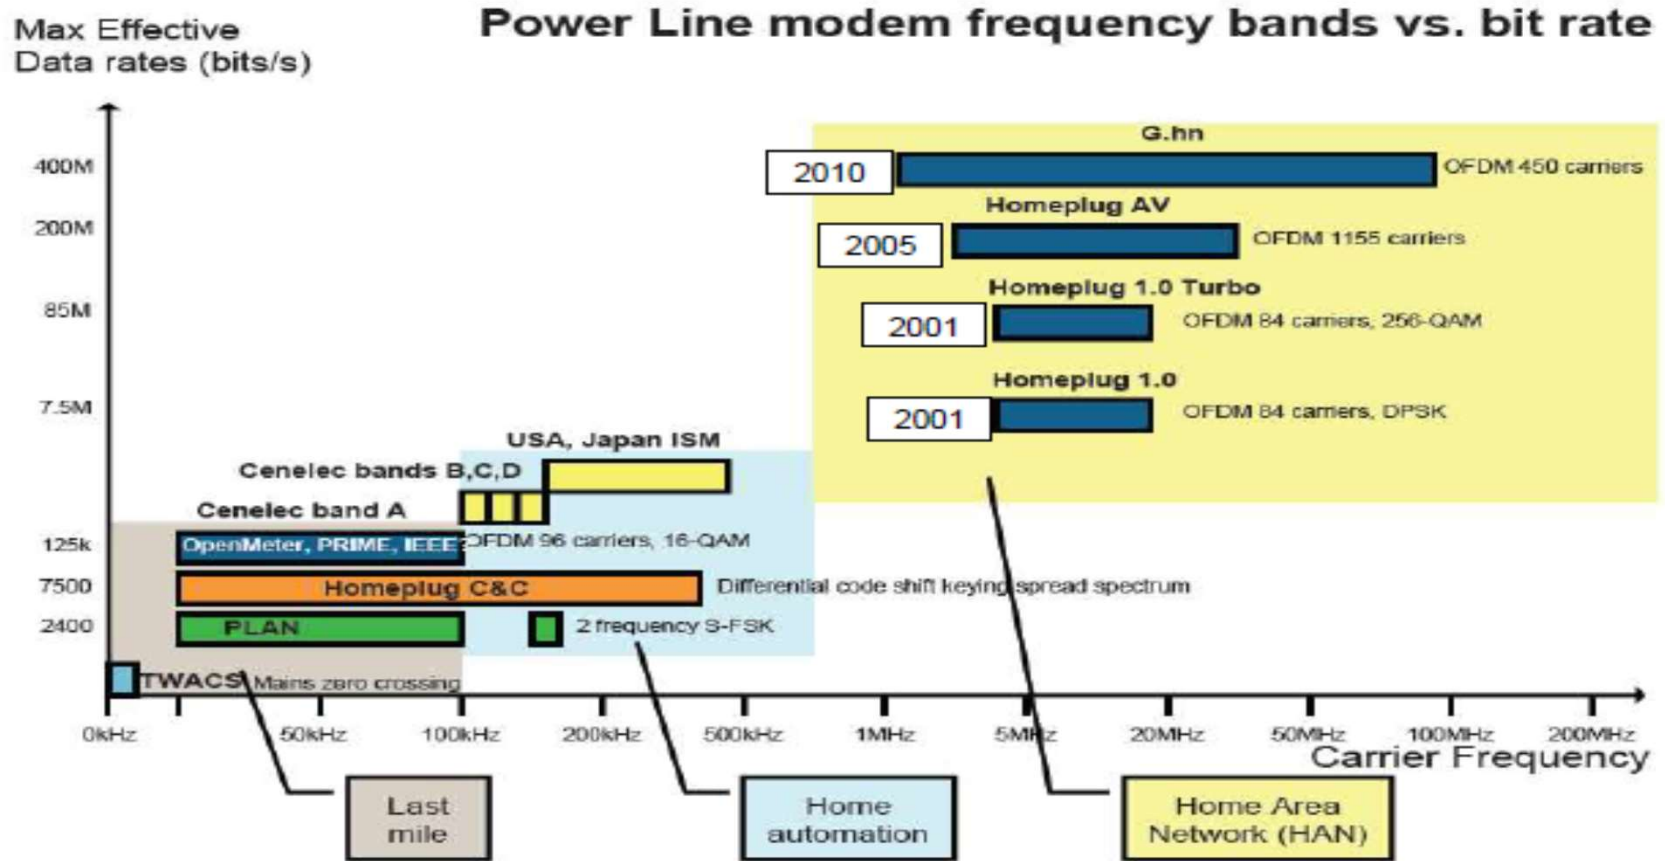 Power Line modem frequency bands vs. bit rate
Max Effective
Data rates (bits/s)
G.hn
400M
2010
OFDM 450 carriers
Homeplug AV
200M
2005
OFDM 1155 carriers
Homeplug 1.0 Turbo
85M
2001
OFDM 84 carriers, 256-QAM
Homeplug 1.0
7.5M
2001
OFDM 84 carriers, DPSK
USA, Japan ISM
Cenelec bands B,C,D
Cenelec band A
125k
OpenMeter, PRIME, IEEE
OFDM 96 carriers, 16-QAM
7500
Homeplug C&C
Differential code shift keying spread spectrum
2400
PLAN
2 frequency S-FSK
TWACS Mains zero crossing
0kHz 50kHz 100kHz 200kHz 500kHz 1MHz 5MHz 20MHz 50MHz 100MHz 200MHz
Carrier Frequency
Last
mile
Home
automation
Home Area
Network (HAN)